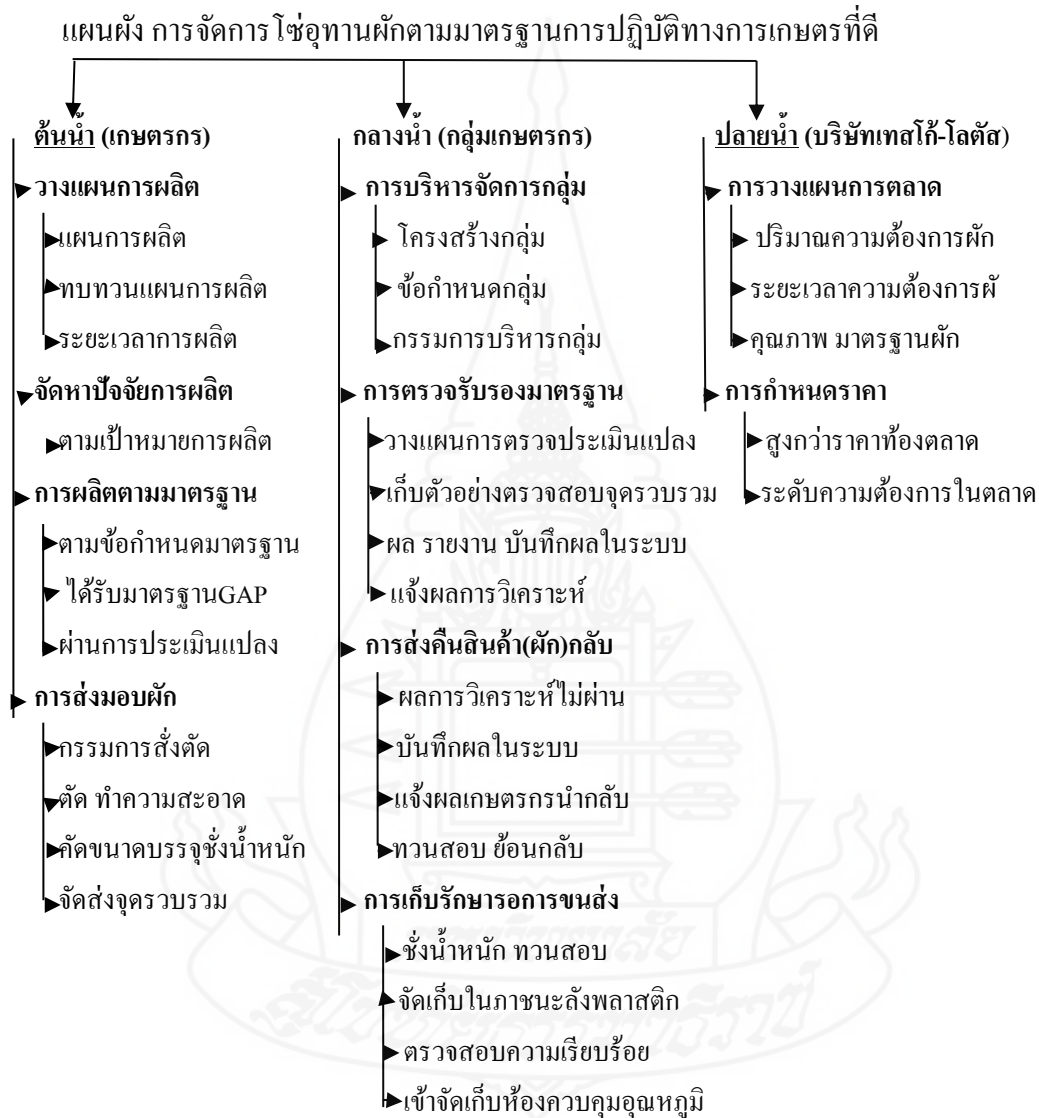 แผนผัง การจัดการโซ่อุทานผักตามมาตรฐานการปฏิบัติทางการเกษตรที่ดี
ต้นน้ำ (เกษตรกร)
วางแผนการผลิต
แผนการผลิต
ทบทวนแผนการผลิต
ระยะเวลาการผลิต
จัดหาปัจจัยการผลิต
ตามเป้าหมายการผลิต
การผลิตตามมาตรฐาน
ตามข้อกำหนดมาตรฐาน
ได้รับมาตรฐานGAP
ผ่านการประเมินแปลง
การส่งมอบผัก
กรรมการสั่งตัด
ตัด ทำความสะอาด
คัดขนาดบรรจุชั่งน้ำหนัก
จัดส่งจุดรวบรวม
กลางน้ำ (กลุ่มเกษตรกร)
การบริหารจัดการกลุ่ม
โครงสร้างกลุ่ม
ข้อกำหนดกลุ่ม
กรรมการบริหารกลุ่ม
การตรวจรับรองมาตรฐาน
วางแผนการตรวจประเมินแปลง
เก็บตัวอย่างตรวจสอบจุดรวบรวม
ผล รายงาน บันทึกผลในระบบ
แจ้งผลการวิเคราะห์
การส่งคืนสินค้า(ผัก)กลับ
ผลการวิเคราะห์ไม่ผ่าน
บันทึกผลในระบบ
แจ้งผลเกษตรกรนำกลับ
ทวนสอบ ย้อนกลับ
การเก็บรักษารอการขนส่ง
ชั่งน้ำหนัก ทวนสอบ
จัดเก็บในภาชนะลังพลาสติก
ตรวจสอบความเรียบร้อย
เข้าจัดเก็บห้องควบคุมอุณหภูมิ
ปลายน้ำ (บริษัทเทสโก้-โลตัส)
การวางแผนการตลาด
ปริมาณความต้องการผัก
ระยะเวลาความต้องการผั
คุณภาพ มาตรฐานผัก
การกำหนดราคา
สูงกว่าราคาท้องตลาด
ระดับความต้องการในตลาด